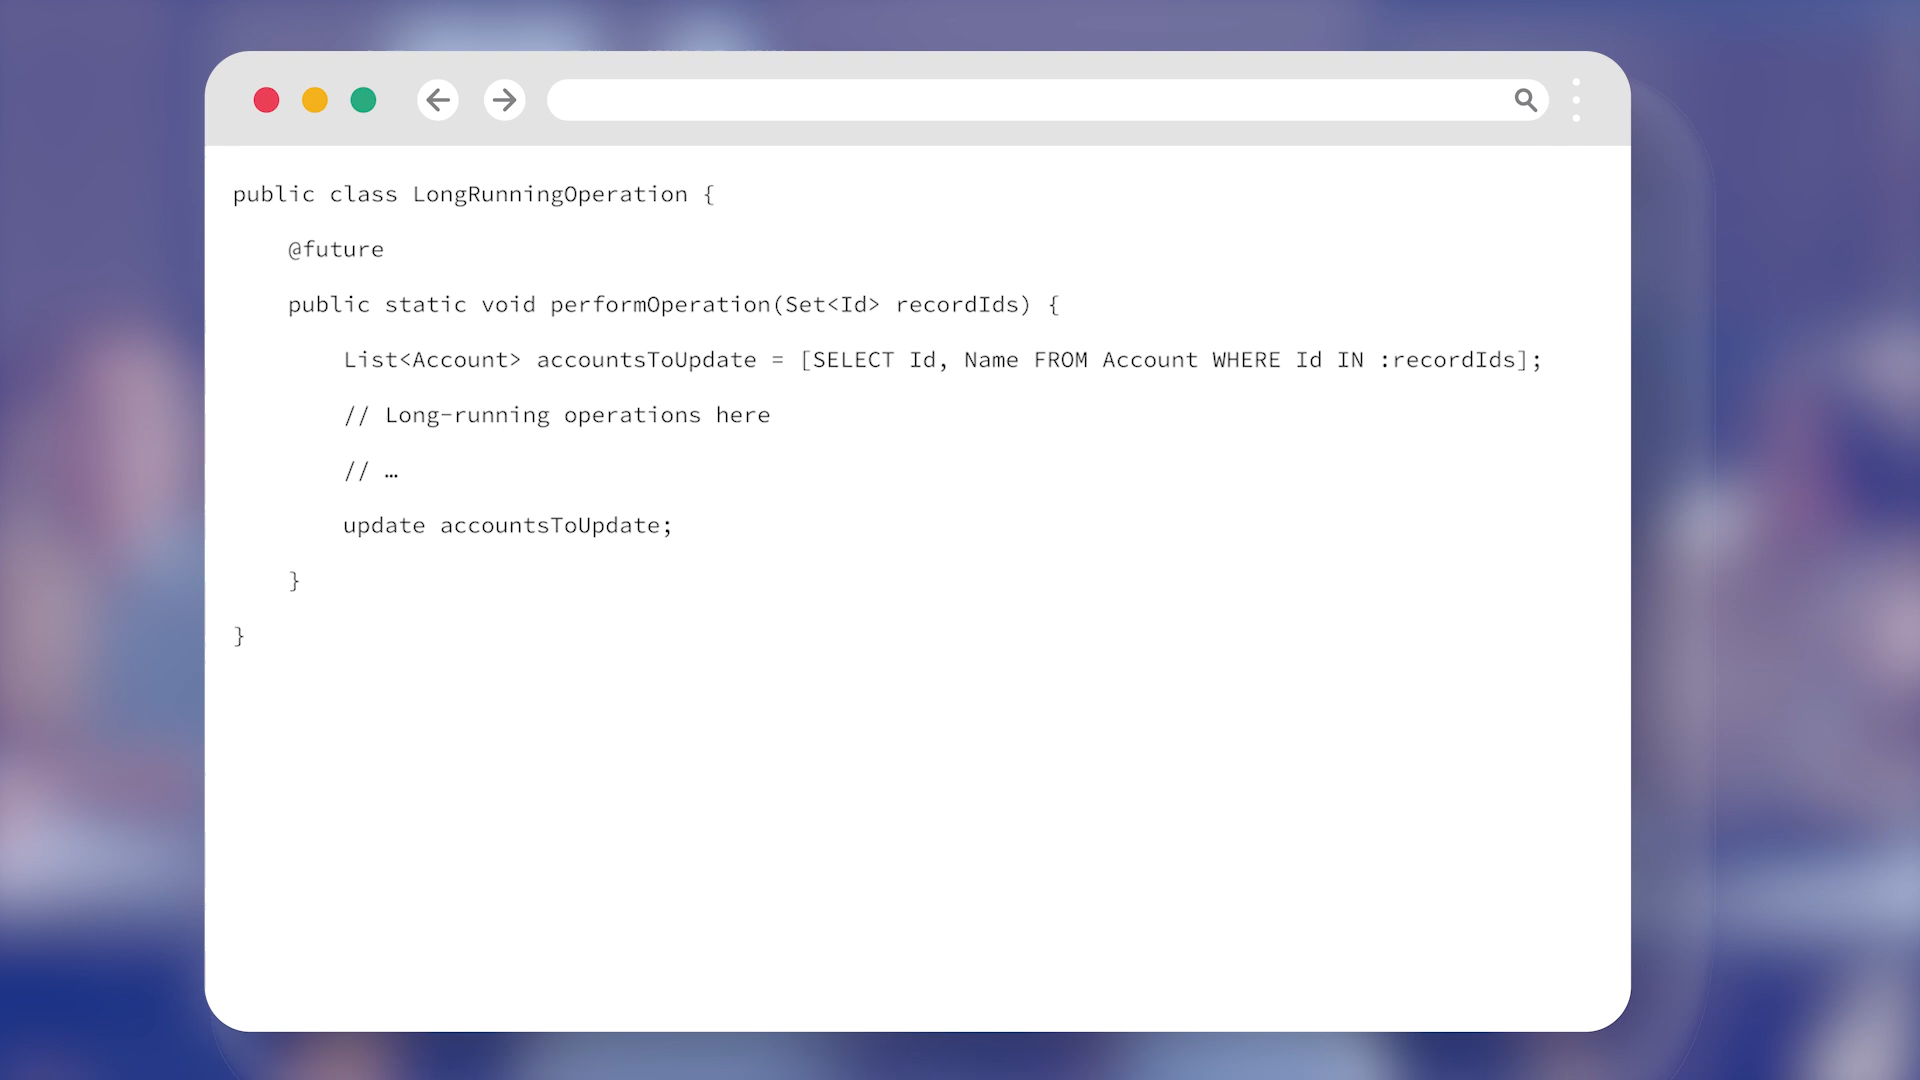 public class LongRunningOperation {
@future
public static void performOperation(Set<Id> recordIds) {
List<Account> accountsToUpdate = [SELECT Id, Name FROM Account WHERE Id IN :recordIds];
// Long-running operations here
// …
update accountsToUpdate;
}
}